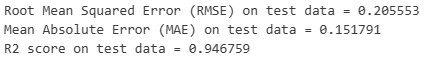 Root Mean Squared Error (RMSE) on test data = 0.205553
Mean Absolute Error (MAE) on test data = 0.151791
R2 score on test data = 0.946759